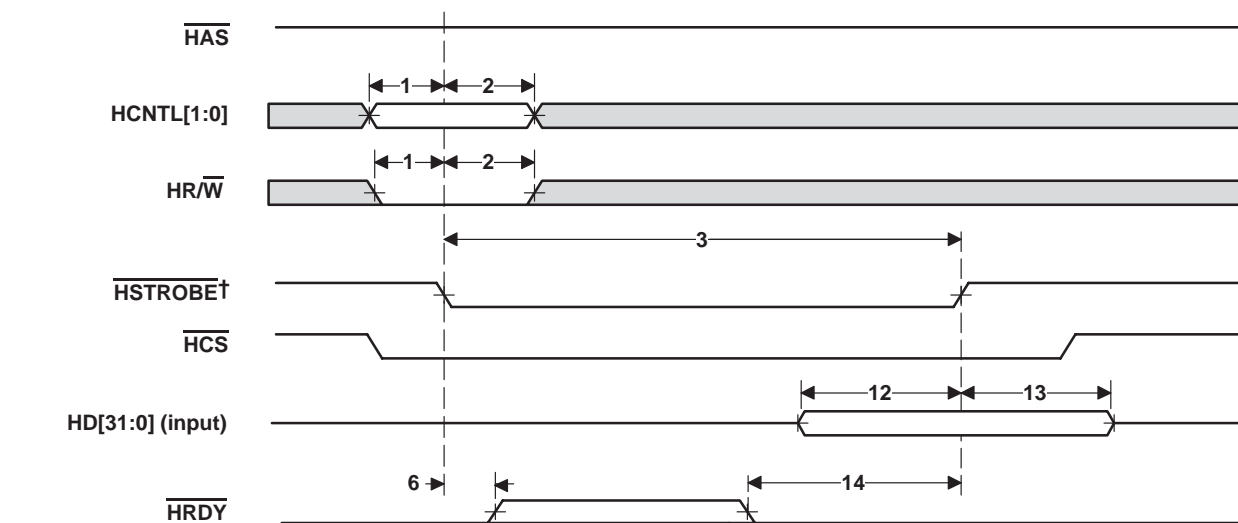 HAS
1 2
HCNTL[1:0]
1 2
HR/W
3
HSTROBE†
HCS
12 13
HD[31:0] (input)
6 14
HRDY